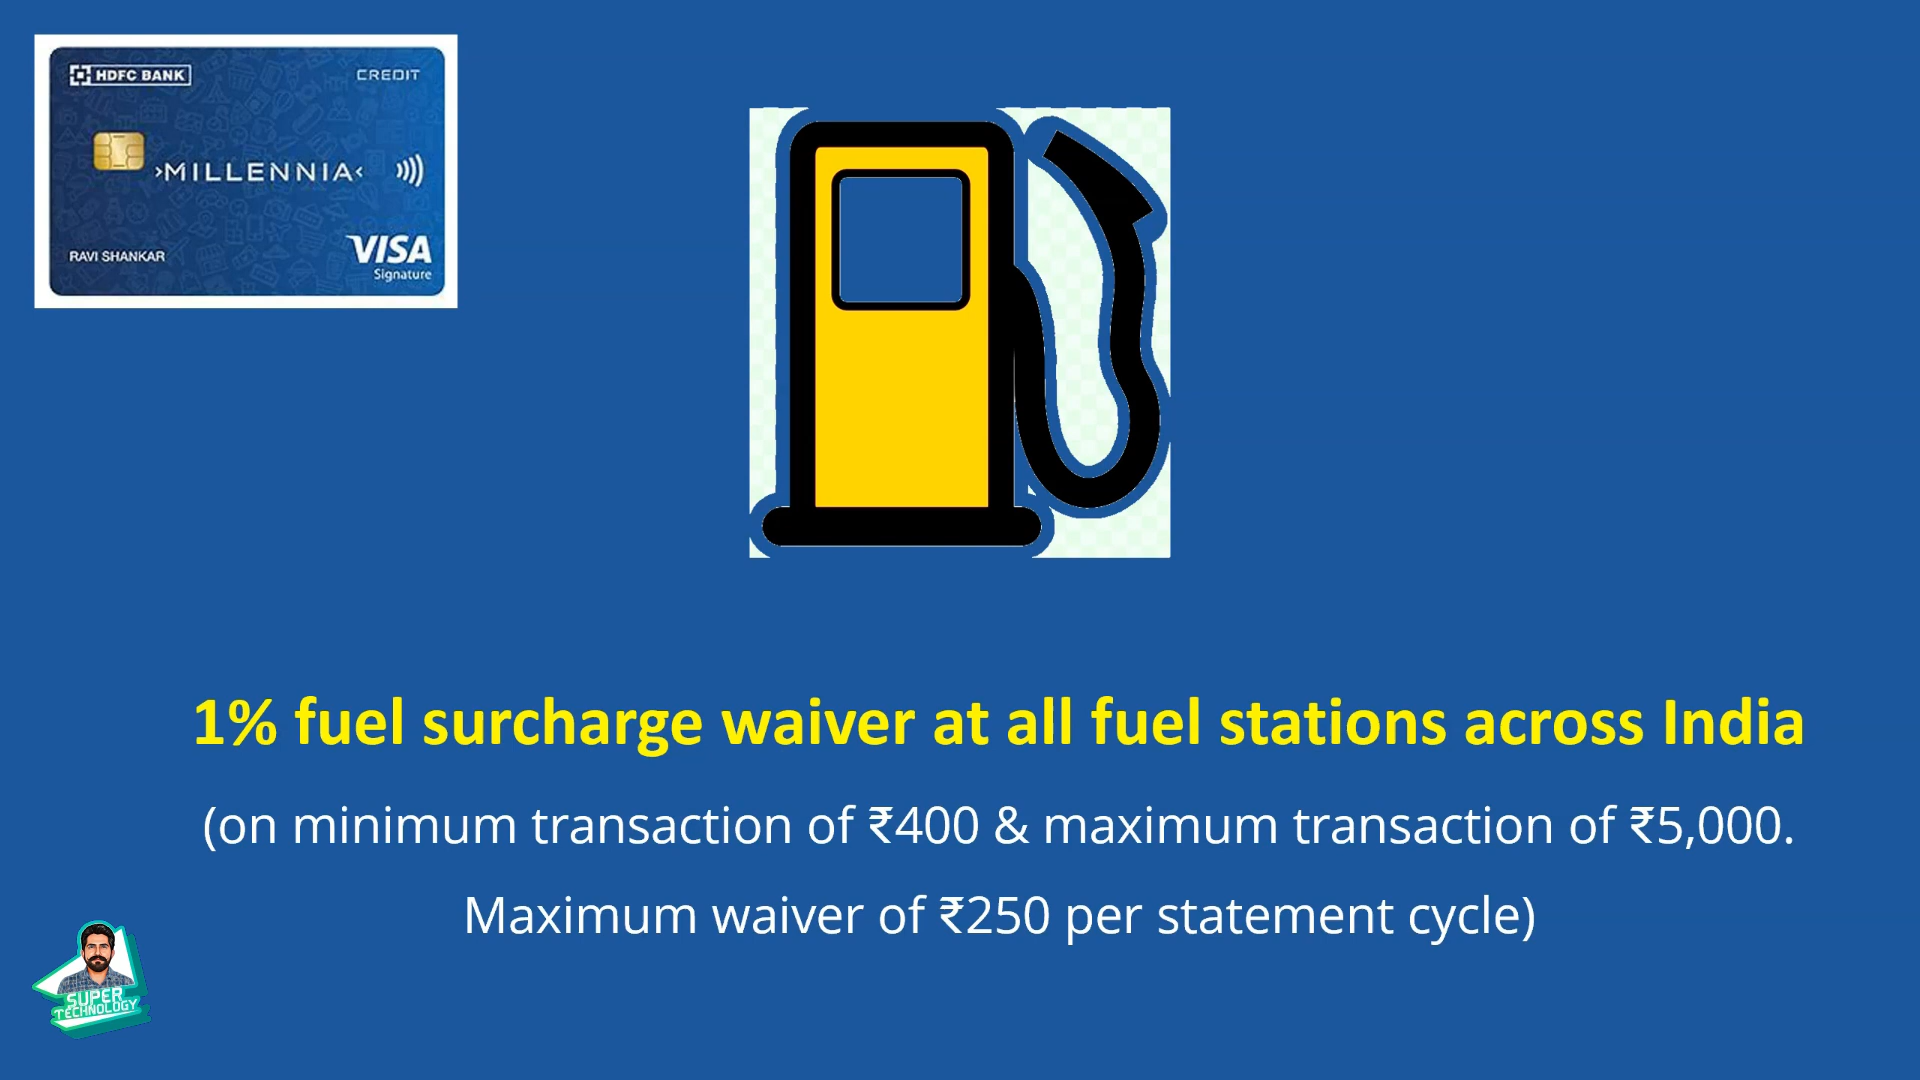 HDFC BANK
CREDIT
›MILLENNIA‹
RAVI SHANKAR
VISA
Signature
1% fuel surcharge waiver at all fuel stations across India
(on minimum transaction of ₹400 & maximum transaction of ₹5,000.
Maximum waiver of ₹250 per statement cycle)
SUPER
TECHNOLOGY